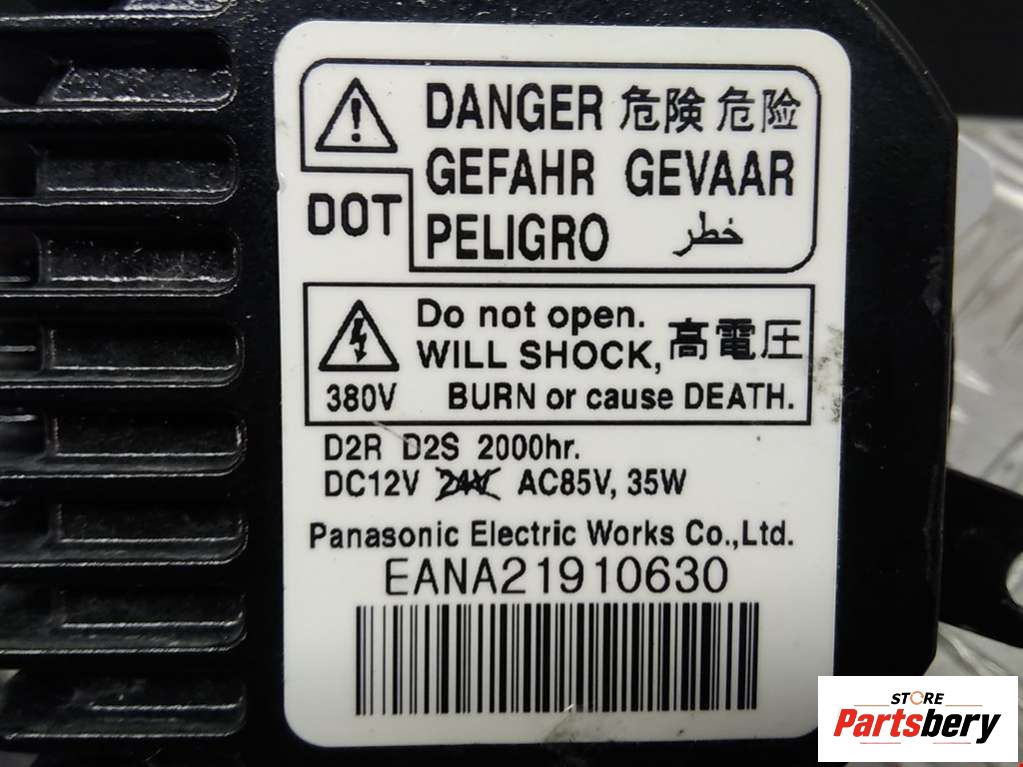 DANGER 危険 危险
GEFAHR GEVAAR
DOT
PELIGRO خطر
Do not open.
WILL SHOCK, 高電圧
380V BURN or cause DEATH.
D2R D2S 2000hr.
DC12V 24V AC85V, 35W
Panasonic Electric Works Co.,Ltd.
EANA21910630
STORE
Partsbery